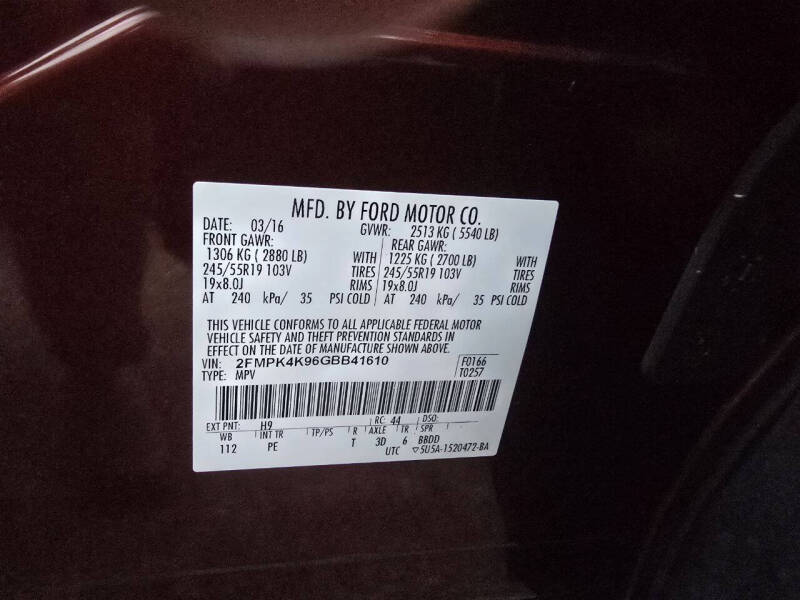 MFD. BY FORD MOTOR CO.
DATE: 03/16 GVWR: 2513 KG ( 5540 LB)
FRONT GAWR: REAR GAWR:
1306 KG ( 2880 LB) WITH 1225 KG ( 2700 LB) WITH
245/55R19 103V TIRES 245/55R19 103V TIRES
19x8.0J RIMS 19x8.0J RIMS
AT 240 kPa/ 35 PSI COLD AT 240 kPa/ 35 PSI COLD
THIS VEHICLE CONFORMS TO ALL APPLICABLE FEDERAL MOTOR
VEHICLE SAFETY AND THEFT PREVENTION STANDARDS IN
EFFECT ON THE DATE OF MANUFACTURE SHOWN ABOVE.
VIN: 2FMPK4K96GBB41610 F0166
TYPE: MPV T0257
EXT PNT: H9 RC: 44 DSO:
WB INT TR TP/PS R AXLE TR SPR
112 PE T 3D 6 BBDD
UTC ▽5U5A-1520472-BA